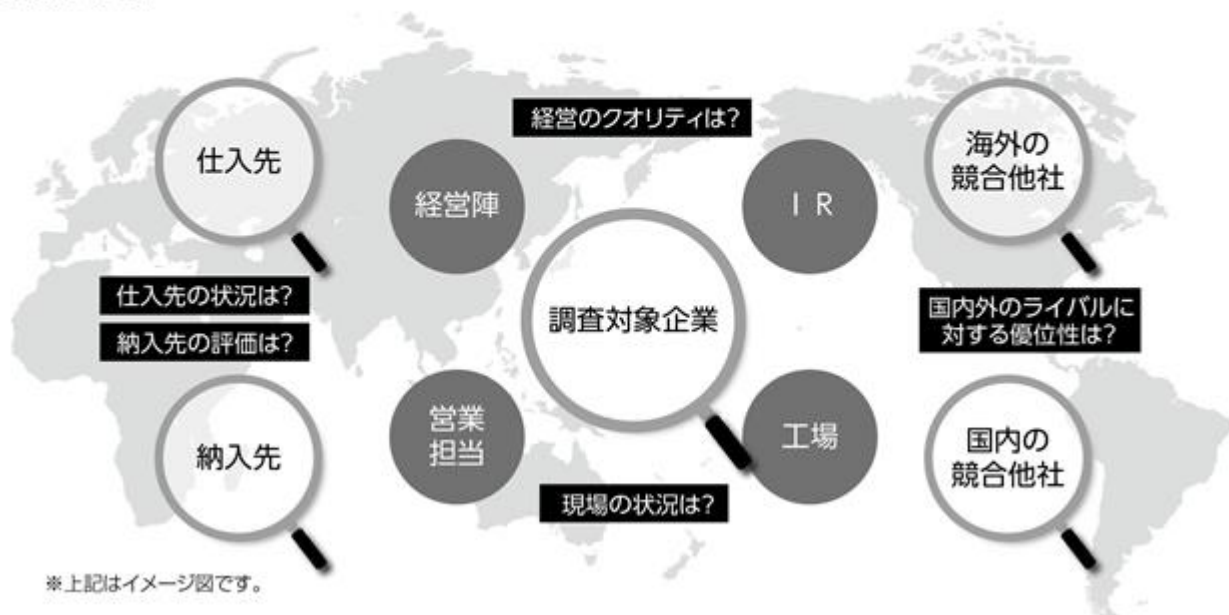 経営のクオリティは？
仕入先
経営陣
ＩＲ
海外の
競合他社
仕入先の状況は？
納入先の評価は？
調査対象企業
国内外のライバルに
対する優位性は？
納入先
営業
担当
工場
国内の
競合他社
現場の状況は？
※上記はイメージ図です。